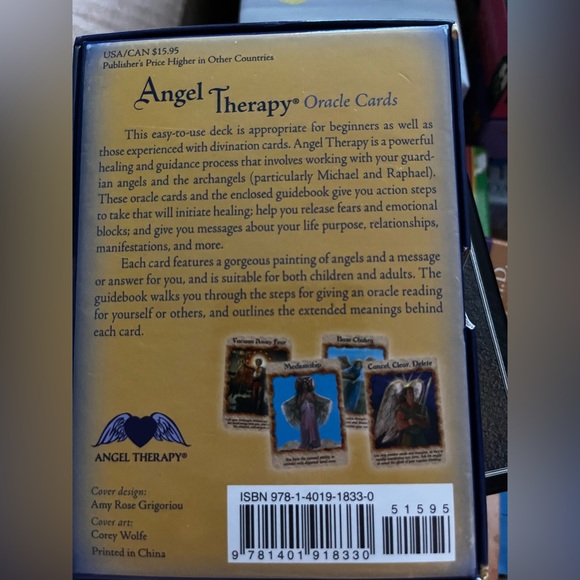 USA/CAN $15.95
Publisher's Price Higher in Other Countries
Angel Therapy® Oracle Cards
This easy-to-use deck is appropriate for beginners as well as
those experienced with divination cards. Angel Therapy is a powerful
healing and guidance process that involves working with your guard-
ian angels and the archangels (particularly Michael and Raphael).
These oracle cards and the enclosed guidebook give you action steps
to take that will initiate healing; help you release fears and emotional
blocks; and give you messages about your life purpose, relationships,
manifestations, and more.
Each card features a gorgeous painting of angels and a message
or answer for you, and is suitable for both children and adults. The
guidebook walks you through the steps for giving an oracle reading
for yourself or others, and outlines the extended meanings behind
each card.
Vacuum Away Fear
Mediumship
Cancel, Clear, Delete
ANGEL THERAPY®
Cover design:
Amy Rose Grigoriou
Cover art:
Corey Wolfe
Printed in China
ISBN 978-1-4019-1833-0
51595
9 781401 918330